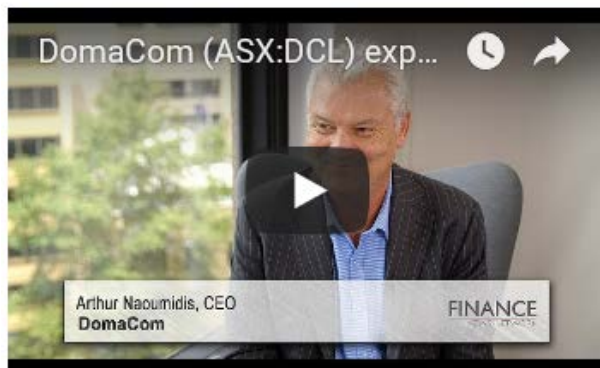 DomaCom (ASX:DCL) exp...
Arthur Naoumidis, CEO
DomaCom
FINANCE